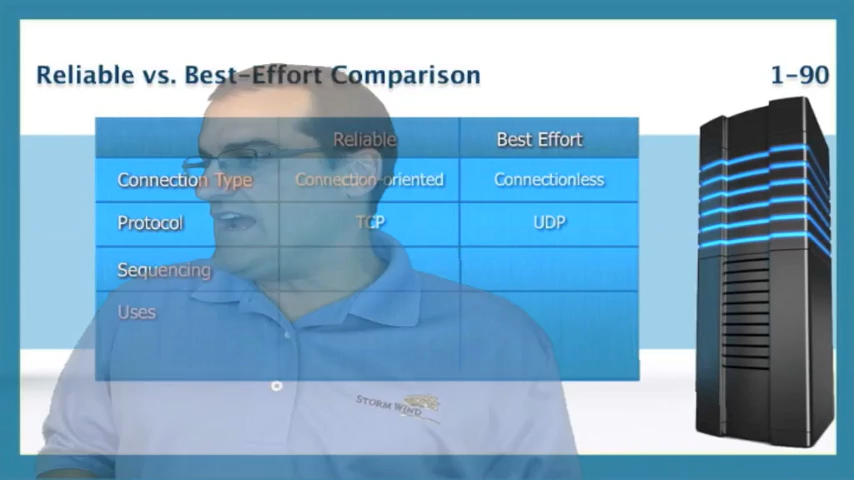 Reliable vs. Best-Effort Comparison 1-90
Reliable Best Effort
Connection Type Connection-oriented Connectionless
Protocol TCP UDP
Sequencing
Uses
STORM WIND